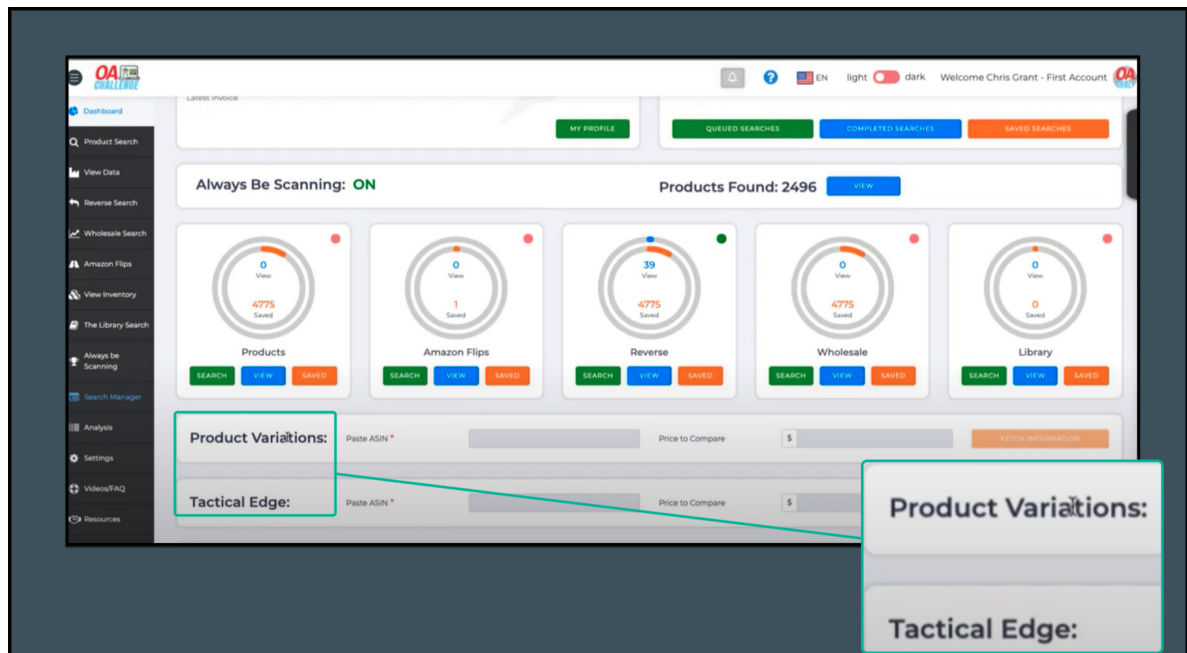 OA
CHALLENGE
EN light dark Welcome Chris Grant - First Account OA
Dashboard
Product Search
View Data
Reverse Search
Wholesale Search
Amazon Flips
View Inventory
The Library Search
Always be
Scanning
Search Manager
Analysis
Settings
Videos/FAQ
Resources
Latest Invoice
MY PROFILE
QUEUED SEARCHES COMPLETED SEARCHES SAVED SEARCHES
Always Be Scanning: ON Products Found: 2496 VIEW
0
View
4775
Saved
Products
SEARCH VIEW SAVED
0
View
1
Saved
Amazon Flips
SEARCH VIEW SAVED
39
View
4775
Saved
Reverse
SEARCH VIEW SAVED
0
View
4775
Saved
Wholesale
SEARCH VIEW SAVED
0
View
0
Saved
Library
SEARCH VIEW SAVED
Product Variations: Paste ASIN * Price to Compare $ FETCH INFORMATION
Tactical Edge: Paste ASIN * Price to Compare $
Product Variations:
Tactical Edge: